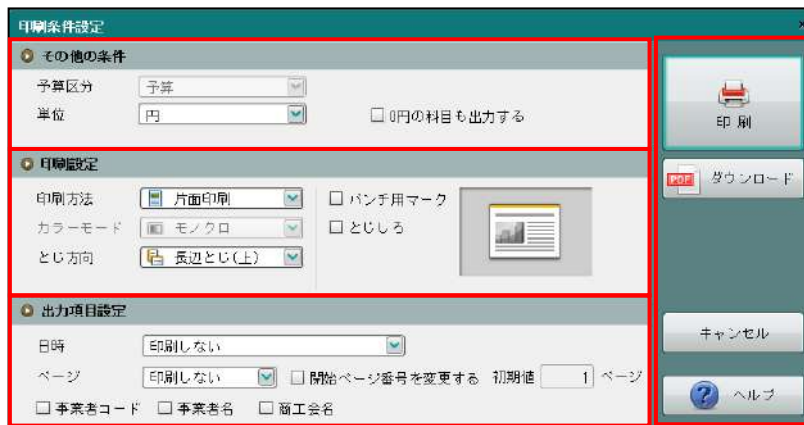 印刷条件設定
その他の条件
予算区分 予算
単位 円 0円の科目も出力する
印刷設定
印刷方法 片面印刷 パンチ用マーク
カラーモード モノクロ とじしろ
とじ方向 長辺とじ(上)
出力項目設定
日時 印刷しない
ページ 印刷しない 開始ページ番号を変更する 初期値 1 ページ
事業者コード 事業者名 商工会名
印刷
PDF ダウンロード
キャンセル
? ヘルプ